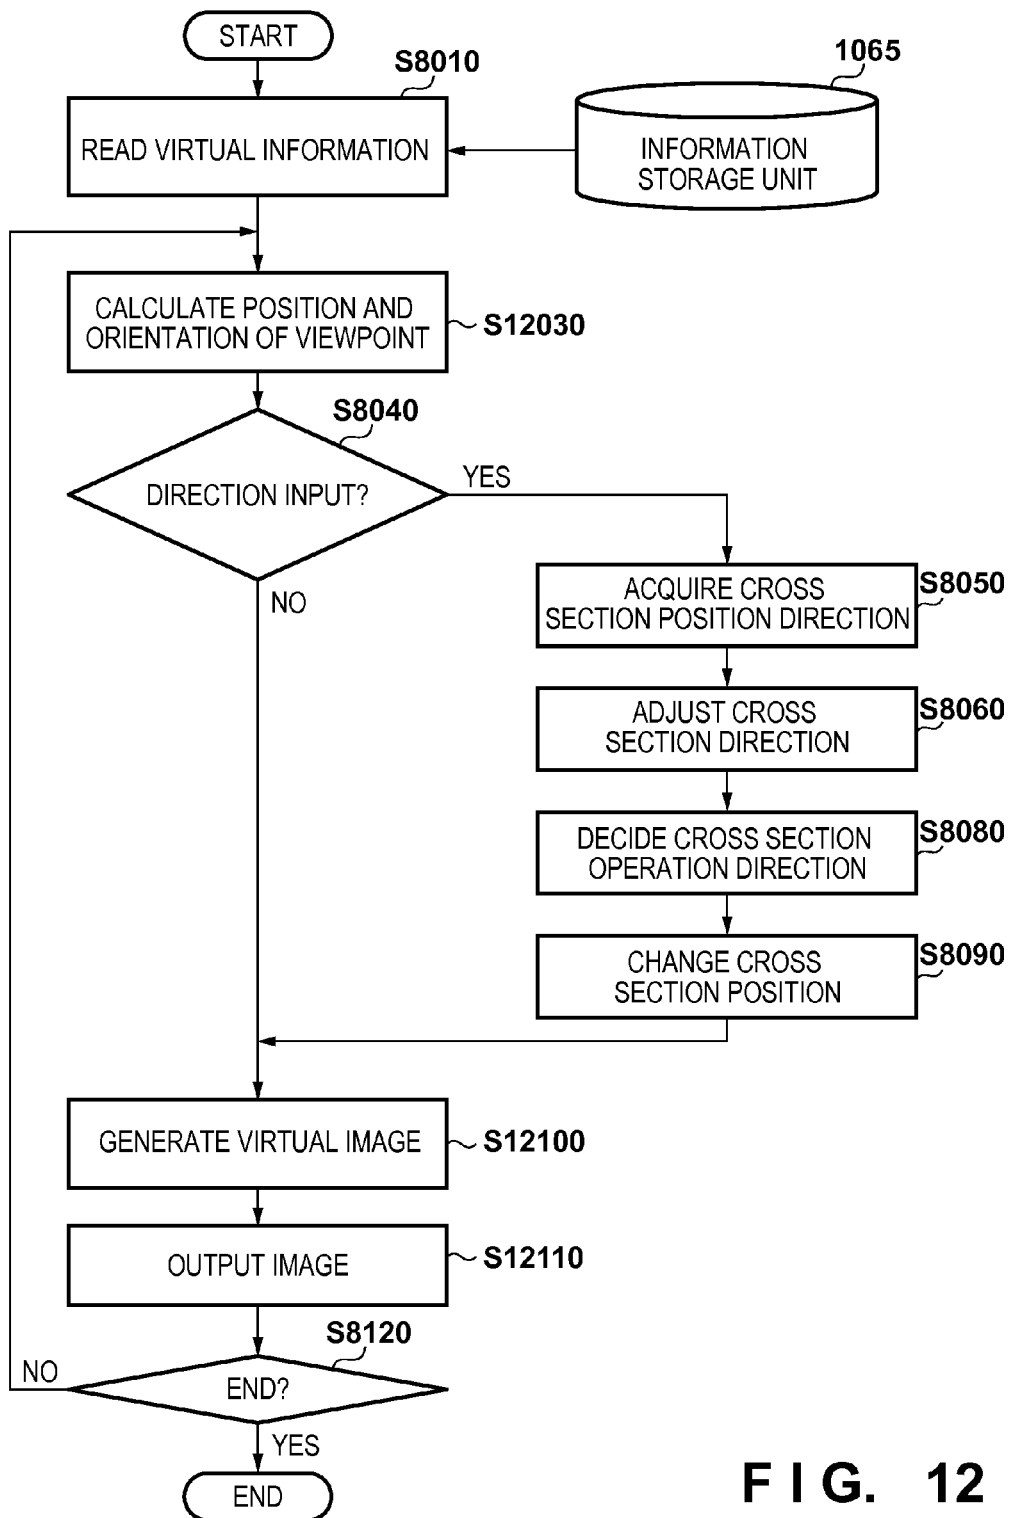 START
S8010
1065
READ VIRTUAL INFORMATION
INFORMATION
STORAGE UNIT
CALCULATE POSITION AND
ORIENTATION OF VIEWPOINT
S12030
S8040
DIRECTION INPUT?
YES
NO
ACQUIRE CROSS
SECTION POSITION DIRECTION
S8050
ADJUST CROSS
SECTION DIRECTION
S8060
DECIDE CROSS SECTION
OPERATION DIRECTION
S8080
CHANGE CROSS
SECTION POSITION
S8090
GENERATE VIRTUAL IMAGE
S12100
OUTPUT IMAGE
S12110
S8120
NO
END?
YES
END
FIG. 12